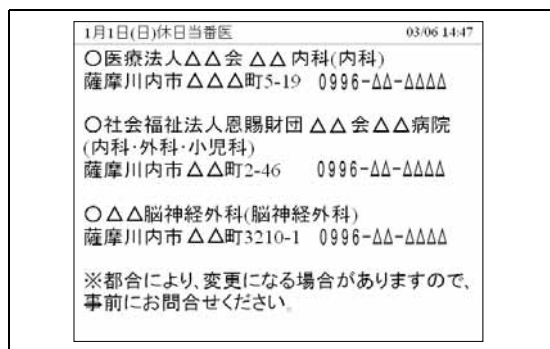 1月1日(日)休日当番医 03/06 14:47
○医療法人△△会 △△内科(内科)
薩摩川内市△△△町5-19 0996-△△-△△△△
○社会福祉法人恩賜財団 △△会△△病院
(内科･外科･小児科)
薩摩川内市△△町2-46 0996-△△-△△△△
○△△脳神経外科(脳神経外科)
薩摩川内市△△町3210-1 0996-△△-△△△△
※都合により、変更になる場合がありますので、
事前にお問合せください。